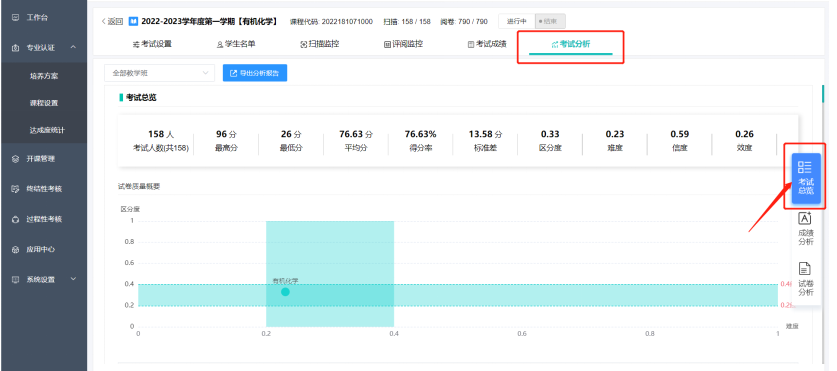 工作台
专业认证
培养方案
课程设置
达成度统计
开课管理
终结性考核
过程性考核
应用中心
系统设置
返回 2022-2023学年度第一学期【有机化学】 课程代码: 2022181071000 扫描: 158 / 158 阅卷: 790 / 790 进行中 结束
考试设置 学生名单 扫描监控 评阅监控 考试成绩 考试分析
全部教学班 导出分析报告
考试总览
158 人 96 分 26 分 76.63 分 76.63% 13.58 分 0.33 0.23 0.59 0.26
考试人数(共158) 最高分 最低分 平均分 得分率 标准差 区分度 难度 信度 效度
试卷质量概要
区分度
1
0.8
0.6
0.4
0.2
0
有机化学
0 0.2 0.4 0.6 0.8 1
难度
考试
总览
成绩
分析
试卷
分析